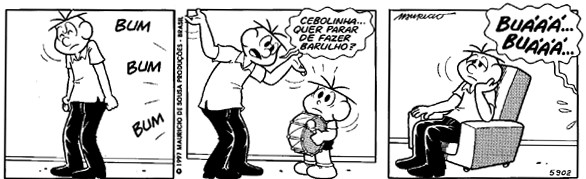 BUM
BUM
BUM
© 1997 MAURICIO DE SOUSA PRODUÇÕES - BRASIL
CEBOLINHA...
QUER PARAR
DE FAZER
BARULHO?
MAURICIO
BUÁÁÁ...
BUÁÁÁ...
5902